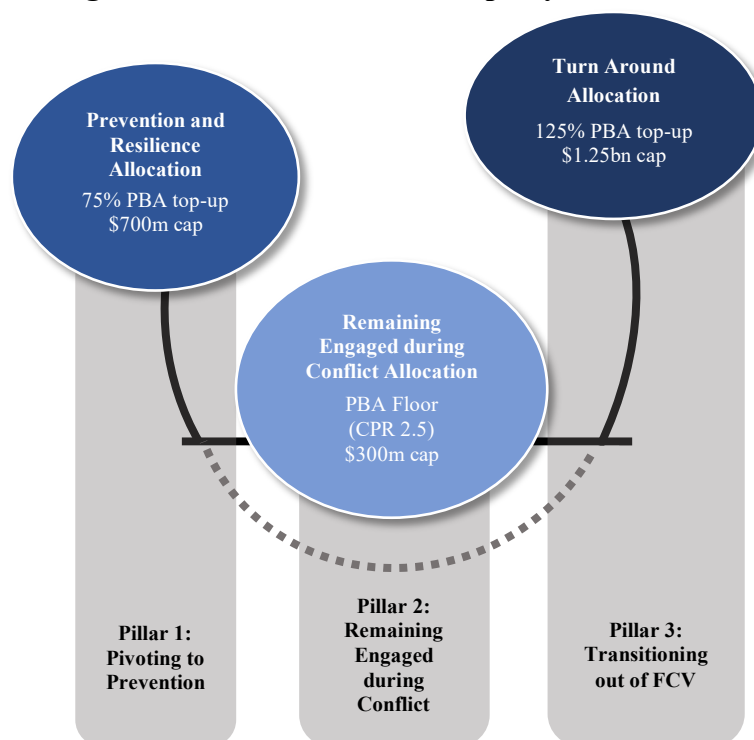 Prevention and
Resilience
Allocation
75% PBA top-up
$700m cap
Turn Around
Allocation
125% PBA top-up
$1.25bn cap
Remaining
Engaged during
Conflict Allocation
PBA Floor
(CPR 2.5)
$300m cap
Pillar 1:
Pivoting to
Prevention
Pillar 2:
Remaining
Engaged
during
Conflict
Pillar 3:
Transitioning
out of FCV